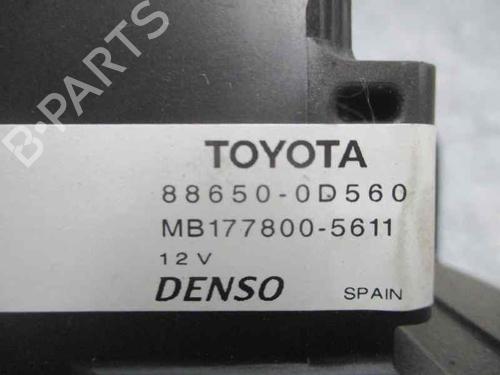 B-PARTS
TOYOTA
88650-0D560
MB177800-5611
12V
DENSO SPAIN